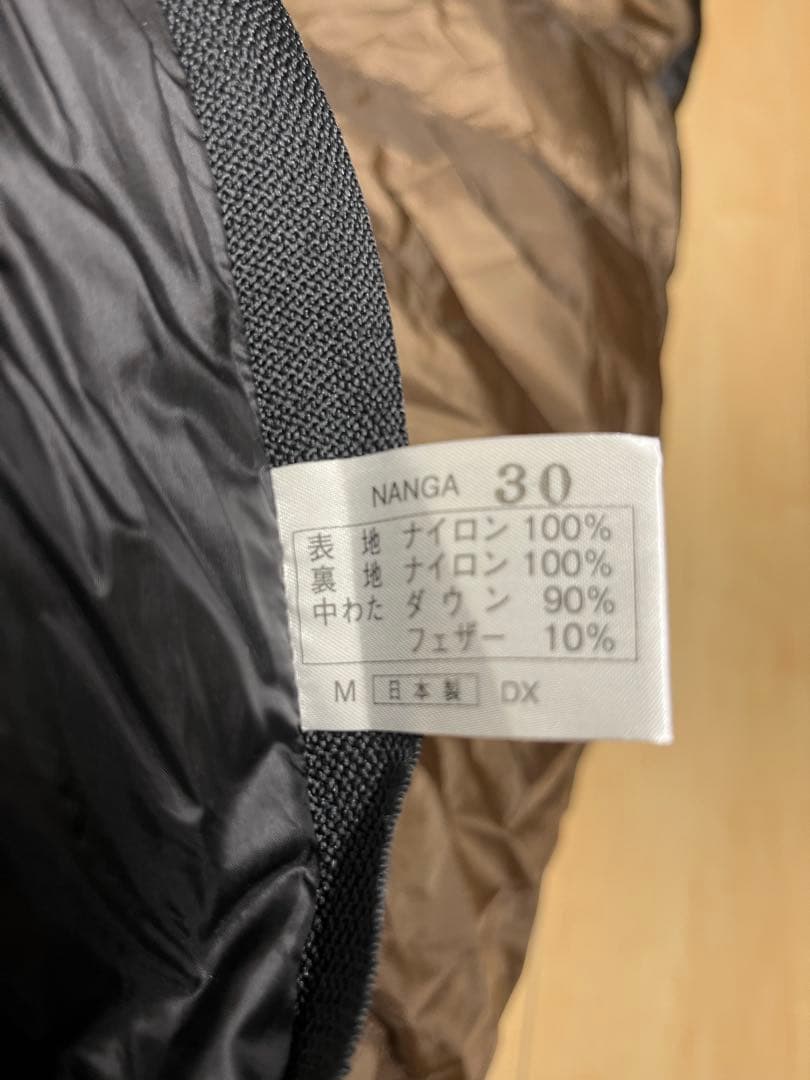 NANGA 30
表地 ナイロン 100%
裏地 ナイロン 100%
中わた ダウン 90%
フェザー 10%
M 日本製 DX